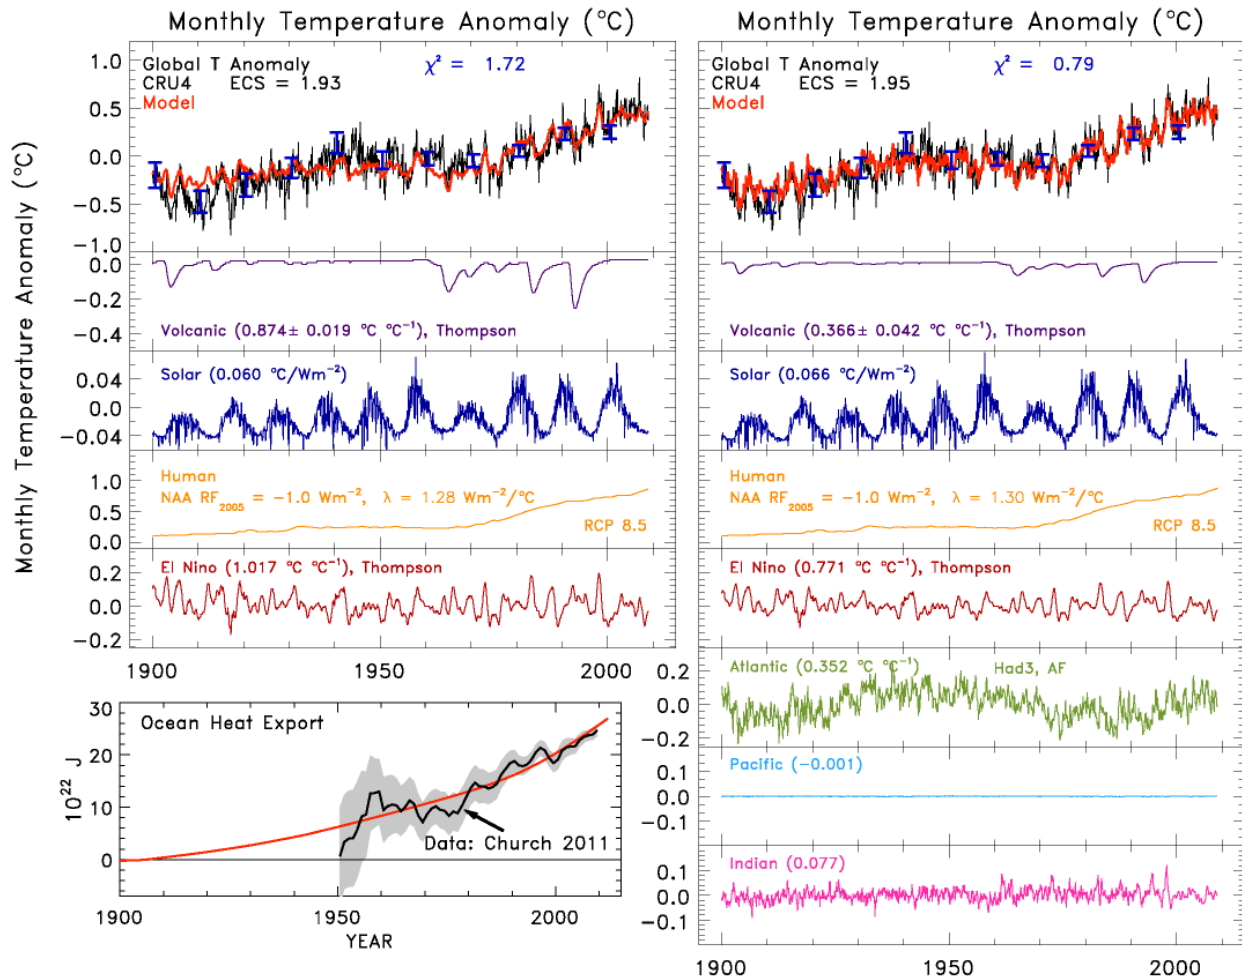 Monthly Temperature Anomaly (°C)
Monthly Temperature Anomaly (°C)
Monthly Temperature Anomaly (°C)
1.0
0.5
0.0
−0.5
−1.0
Global T Anomaly
CRU4 ECS = 1.93
Model
χ² = 1.72
0.0
−0.2
−0.4
Volcanic (0.874± 0.019 °C °C⁻¹), Thompson
0.04
0.0
−0.04
Solar (0.060 °C/Wm⁻²)
1.0
0.5
0.0
Human
NAA RF₂₀₀₅ = −1.0 Wm⁻², λ = 1.28 Wm⁻²/°C
RCP 8.5
0.2
0.0
−0.2
El Nino (1.017 °C °C⁻¹), Thompson
1900 1950 2000
30
20
10
0
10²² J
Ocean Heat Export
Data: Church 2011
1900 1950 2000
YEAR
Global T Anomaly
CRU4 ECS = 1.95
Model
χ² = 0.79
Volcanic (0.366± 0.042 °C °C⁻¹), Thompson
Solar (0.066 °C/Wm⁻²)
Human
NAA RF₂₀₀₅ = −1.0 Wm⁻², λ = 1.30 Wm⁻²/°C
RCP 8.5
El Nino (0.771 °C °C⁻¹), Thompson
Atlantic (0.352 °C °C⁻¹) Had3, AF
0.2
0.0
−0.2
Pacific (−0.001)
0.1
0.0
−0.1
Indian (0.077)
0.1
0.0
−0.1
1900 1950 2000